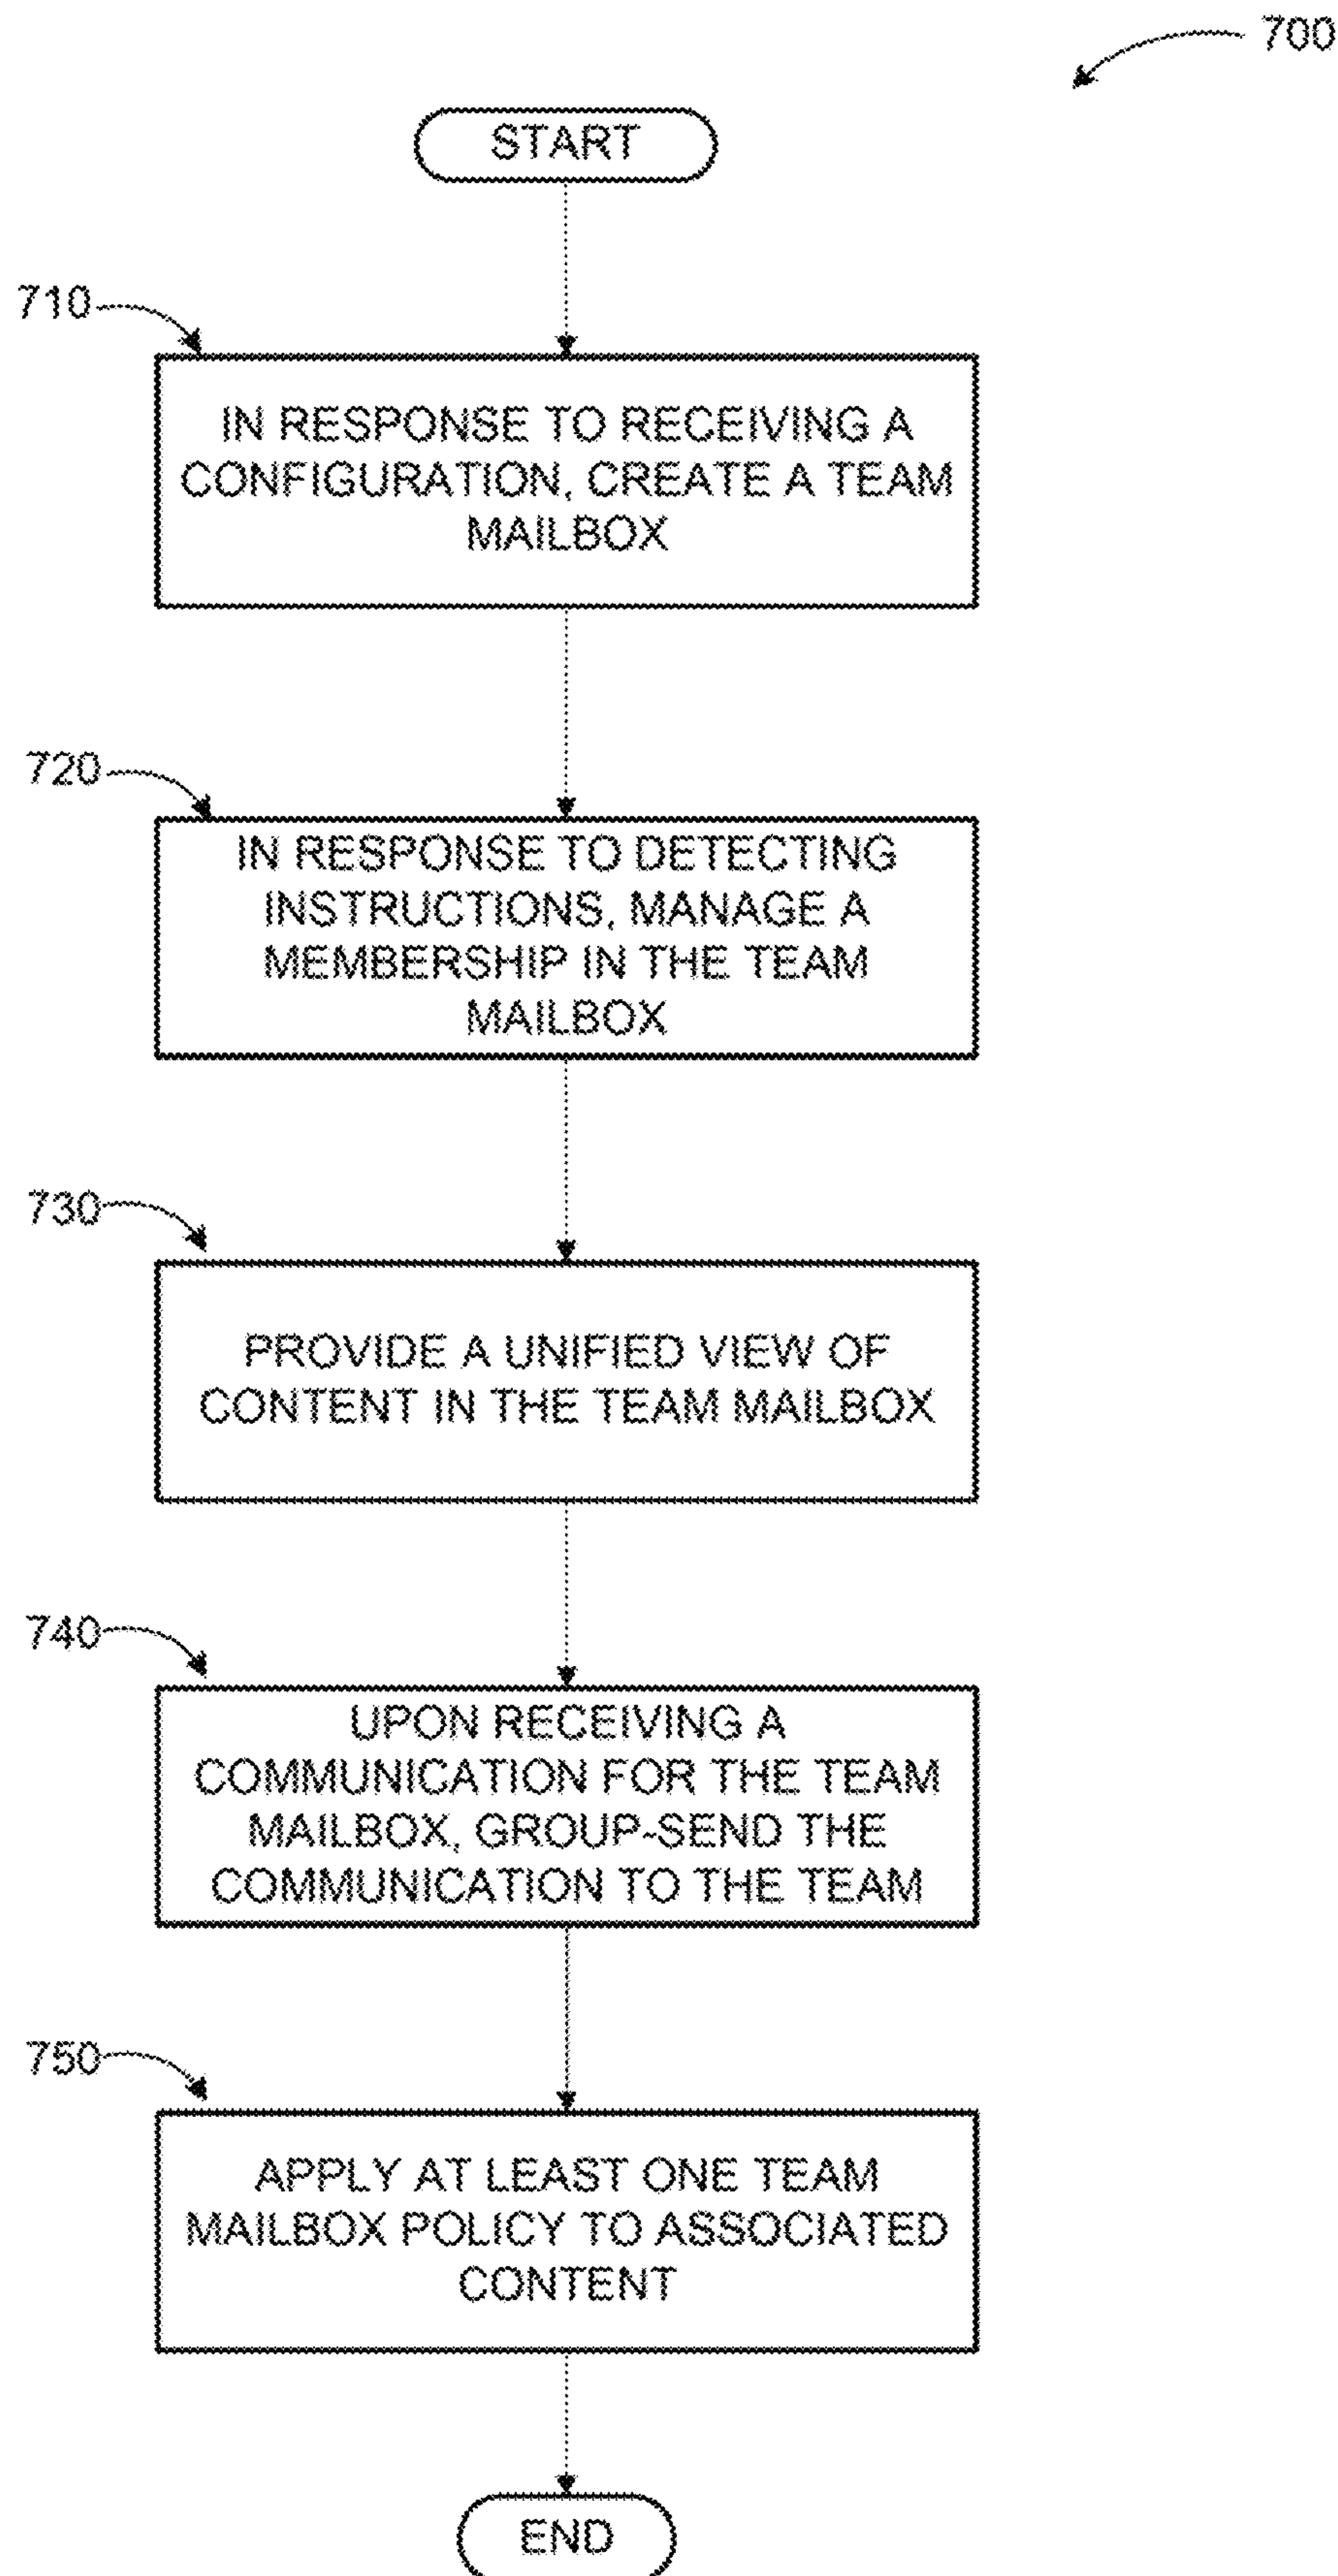 700
START
710
IN RESPONSE TO RECEIVING A
CONFIGURATION, CREATE A TEAM
MAILBOX
720
IN RESPONSE TO DETECTING
INSTRUCTIONS, MANAGE A
MEMBERSHIP IN THE TEAM
MAILBOX
730
PROVIDE A UNIFIED VIEW OF
CONTENT IN THE TEAM MAILBOX
740
UPON RECEIVING A
COMMUNICATION FOR THE TEAM
MAILBOX, GROUP-SEND THE
COMMUNICATION TO THE TEAM
750
APPLY AT LEAST ONE TEAM
MAILBOX POLICY TO ASSOCIATED
CONTENT
END